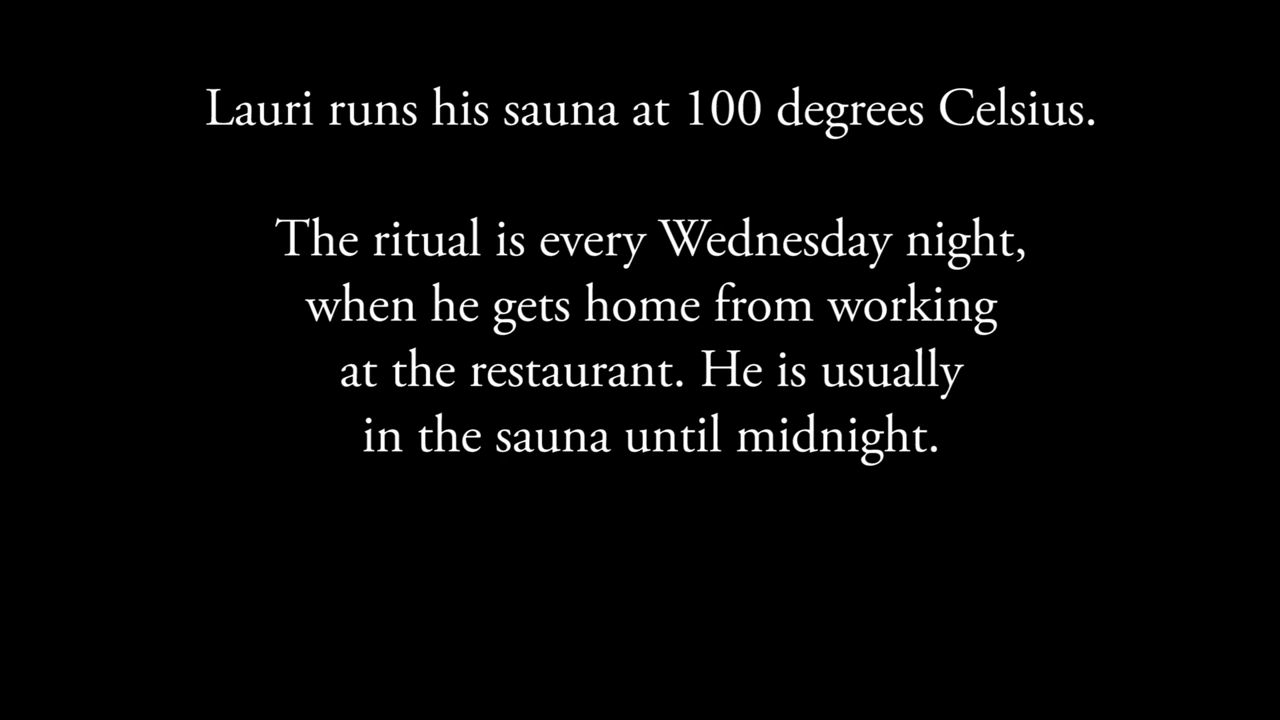 Lauri runs his sauna at 100 degrees Celsius.
The ritual is every Wednesday night,
when he gets home from working
at the restaurant. He is usually
in the sauna until midnight.